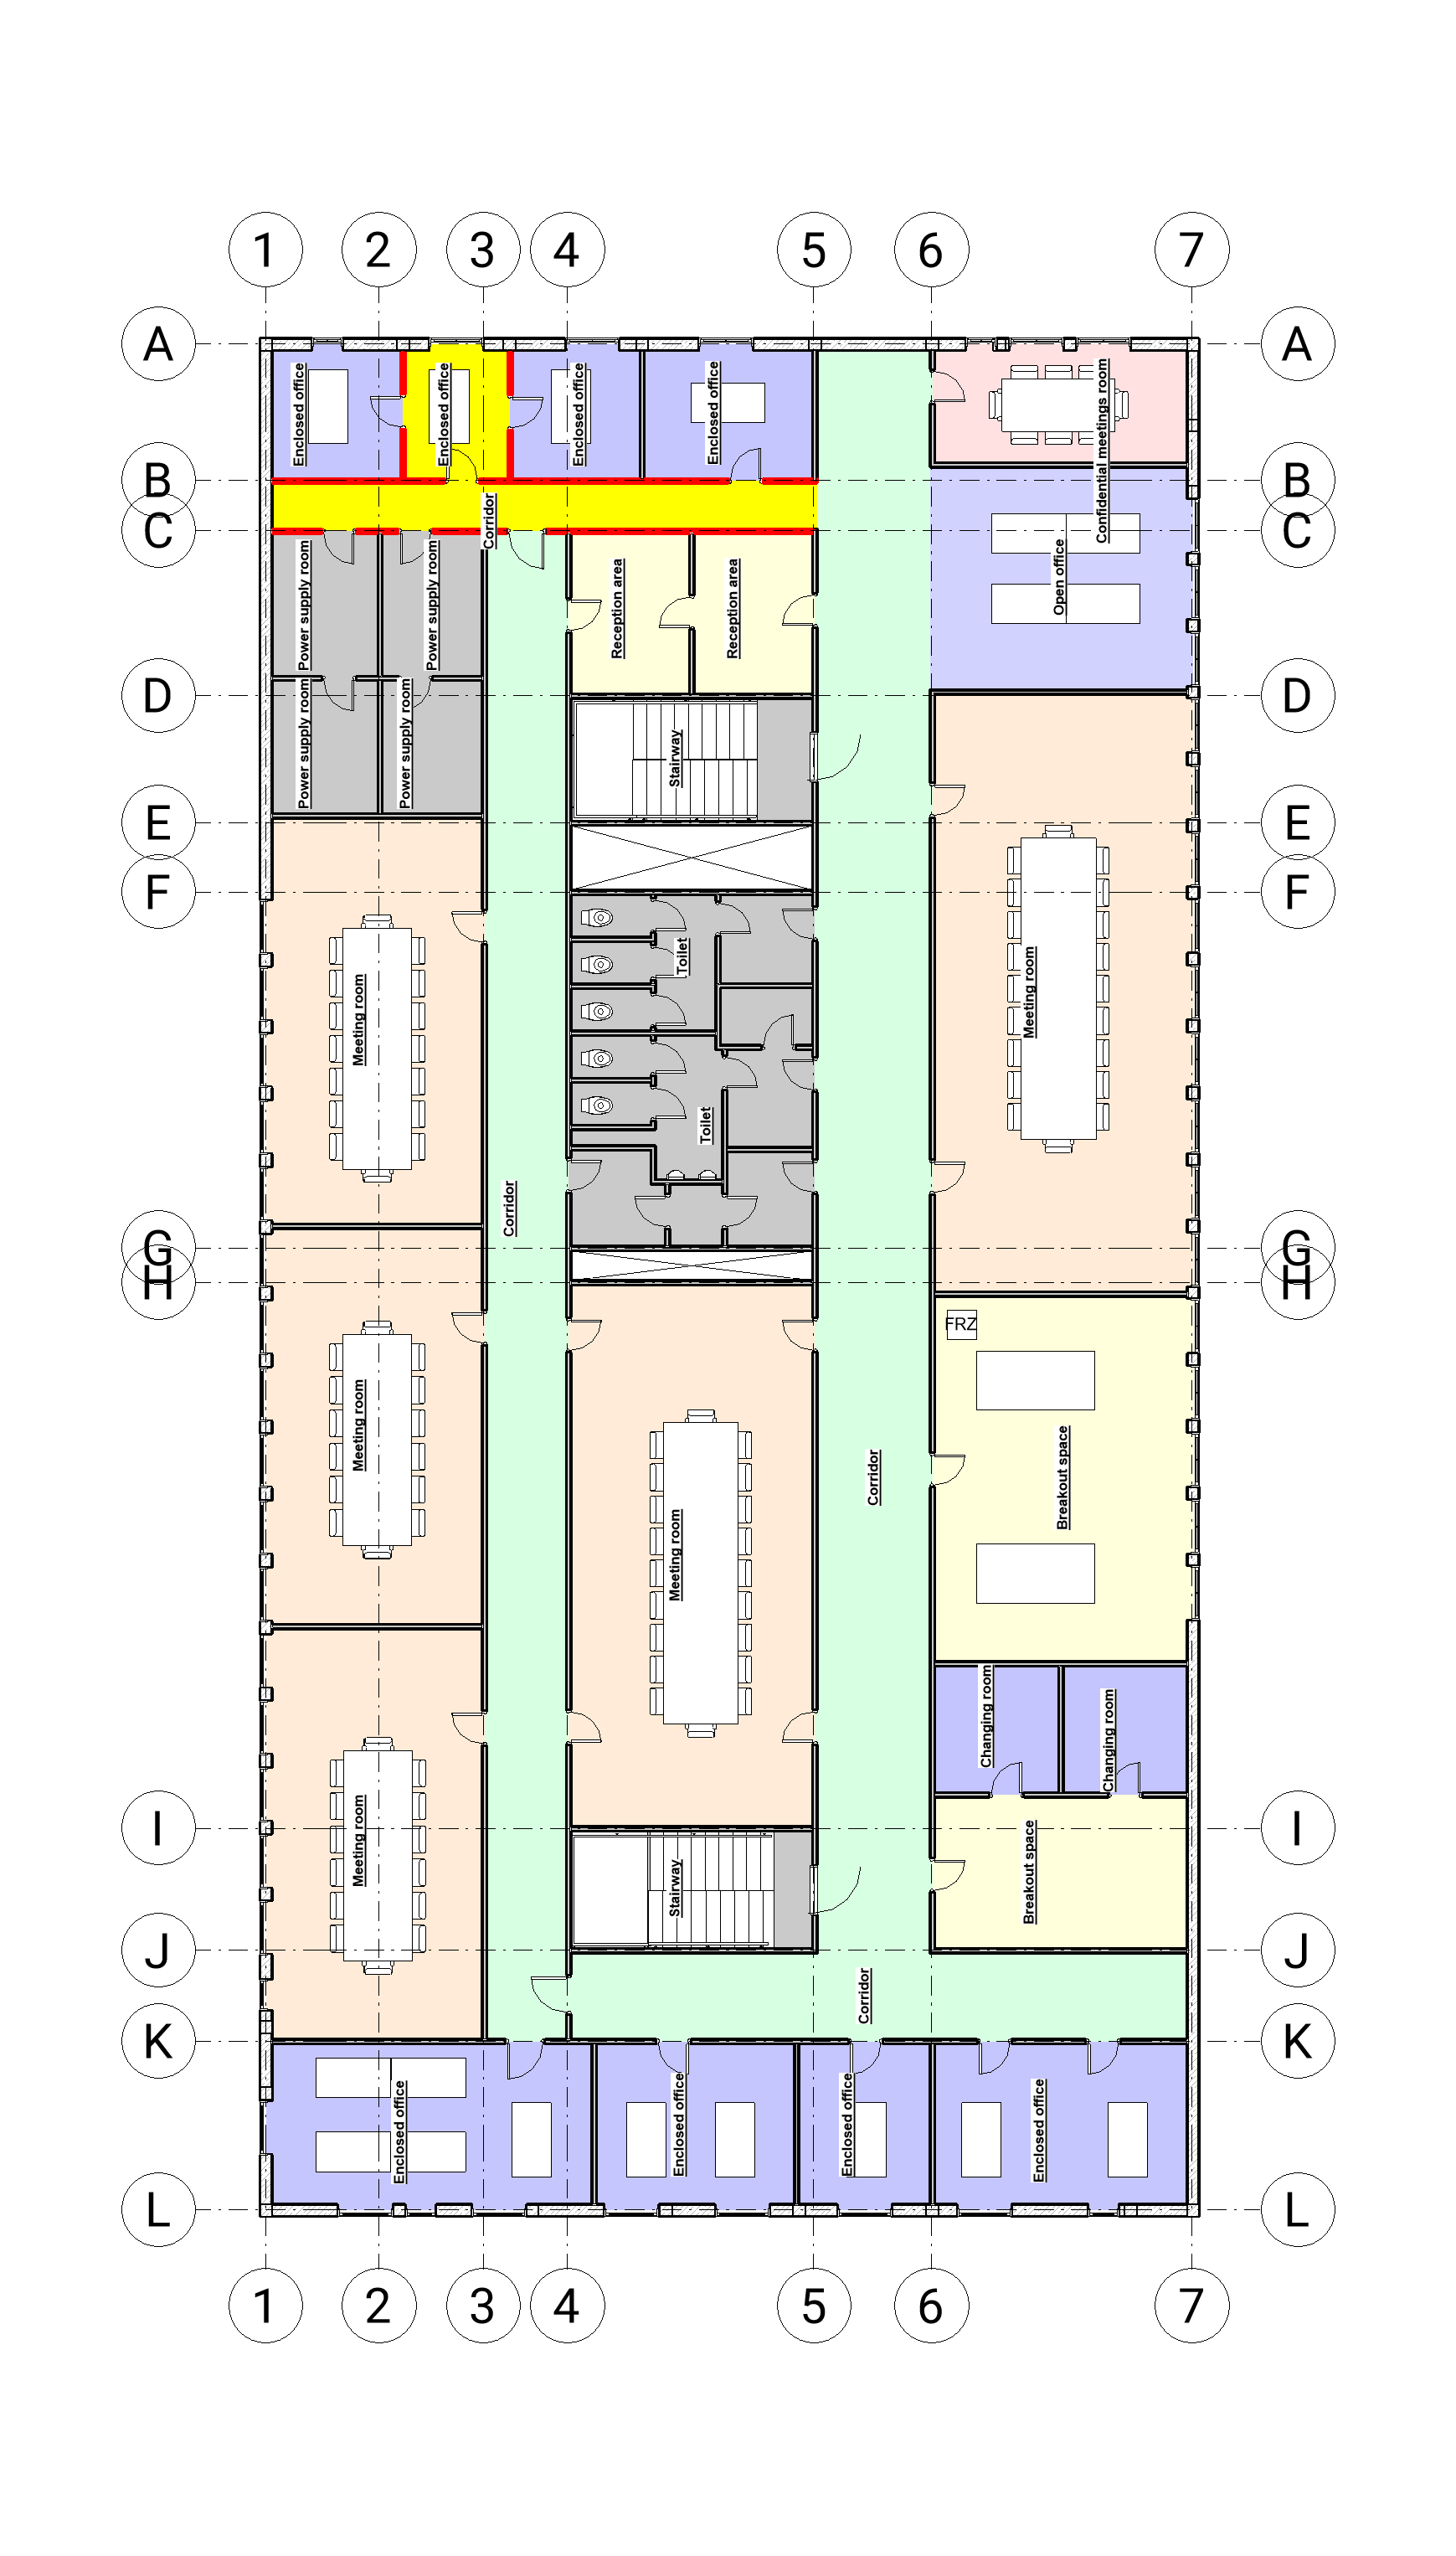 1 2 3 4 5 6 7
A A
Enclosed office
Enclosed office
Enclosed office
Enclosed office
Confidential meetings room
B B
Corridor
C C
Power supply room
Power supply room
Reception area
Reception area
Open office
D D
Power supply room
Power supply room
Stairway
E E
F F
Toilet
Meeting room
Meeting room
Toilet
Corridor
G G
H H
FRZ
Meeting room
Corridor
Breakout space
Meeting room
Changing room
Changing room
I I
Meeting room
Stairway
Breakout space
J J
Corridor
K K
Enclosed office
Enclosed office
Enclosed office
Enclosed office
L L
1 2 3 4 5 6 7